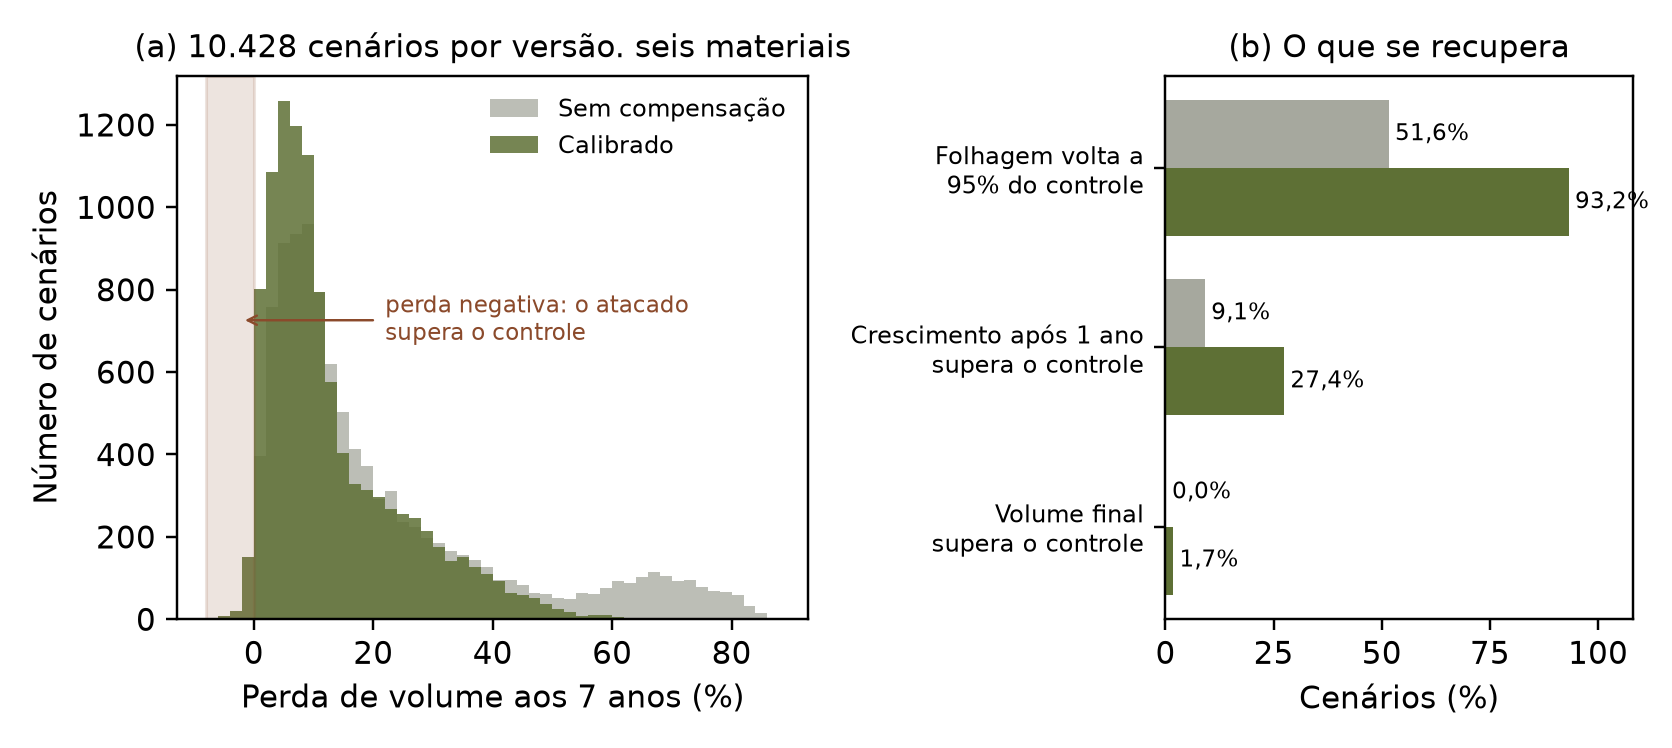 (a) 10.428 cenários por versão. seis materiais
Número de cenários
1200
1000
800
600
400
200
0
Sem compensação
Calibrado
perda negativa: o atacado
supera o controle
0
20
40
60
80
Perda de volume aos 7 anos (%)
(b) O que se recupera
Folhagem volta a
95% do controle
51,6%
93,2%
Crescimento após 1 ano
supera o controle
9,1%
27,4%
Volume final
supera o controle
0,0%
1,7%
0
25
50
75
100
Cenários (%)